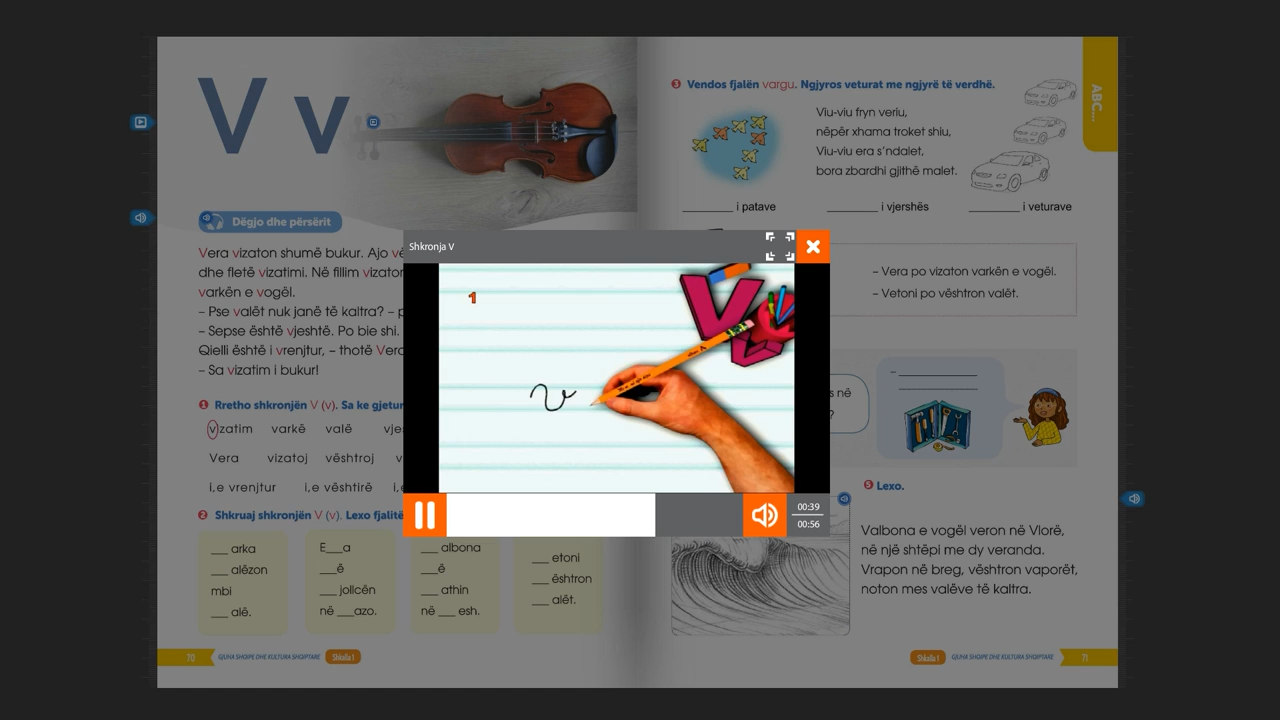 V v
Dëgjo dhe përsërit
Vera vizaton shumë bukur. Ajo
dhe fletë vizatimi. Në fillim
varkën e vogël.
– Pse valët nuk janë të kaltra? –
– Sepse është vjeshtë. Po bie shi.
Qielli është i vrenjtur, – thotë
– Sa vizatim i bukur!
1 Rretho shkronjën V (v). Sa ke gjetur
vizatim varkë valë
Vera vizatoj vështroj
i,e vrenjtur i,e vështirë
2 Shkruaj shkronjën V (v). Lexo
___ arka
___ alëzon
mbi
___ alë.
E___a
___ë
___ jollcën
në ___azo.
___ albona
___ë
___ athin
në ___ esh.
___ etoni
___ ështron
___ alët.
70 GJUHA SHQIPE DHE KULTURA SHQIPTARE Shkalla 1
Shkronja V
1
v
00:39
00:56
3 Vendos fjalën vargu. Ngjyros veturat me ngjyrë të verdhë.
ABC...
Viu-viu fryn veriu,
nëpër xhama troket shiu,
Viu-viu era s'ndalet,
bora zbardhi gjithë malet.
________ i patave ________ i vjershës ________ i veturave
– Vera po vizaton varkën e vogël.
– Vetoni po vështron valët.
5 Lexo.
Valbona e vogël veron në Vlorë,
në një shtëpi me dy veranda.
Vrapon në breg, vështron vaporët,
noton mes valëve të kaltra.
Shkalla 1 GJUHA SHQIPE DHE KULTURA SHQIPTARE 71